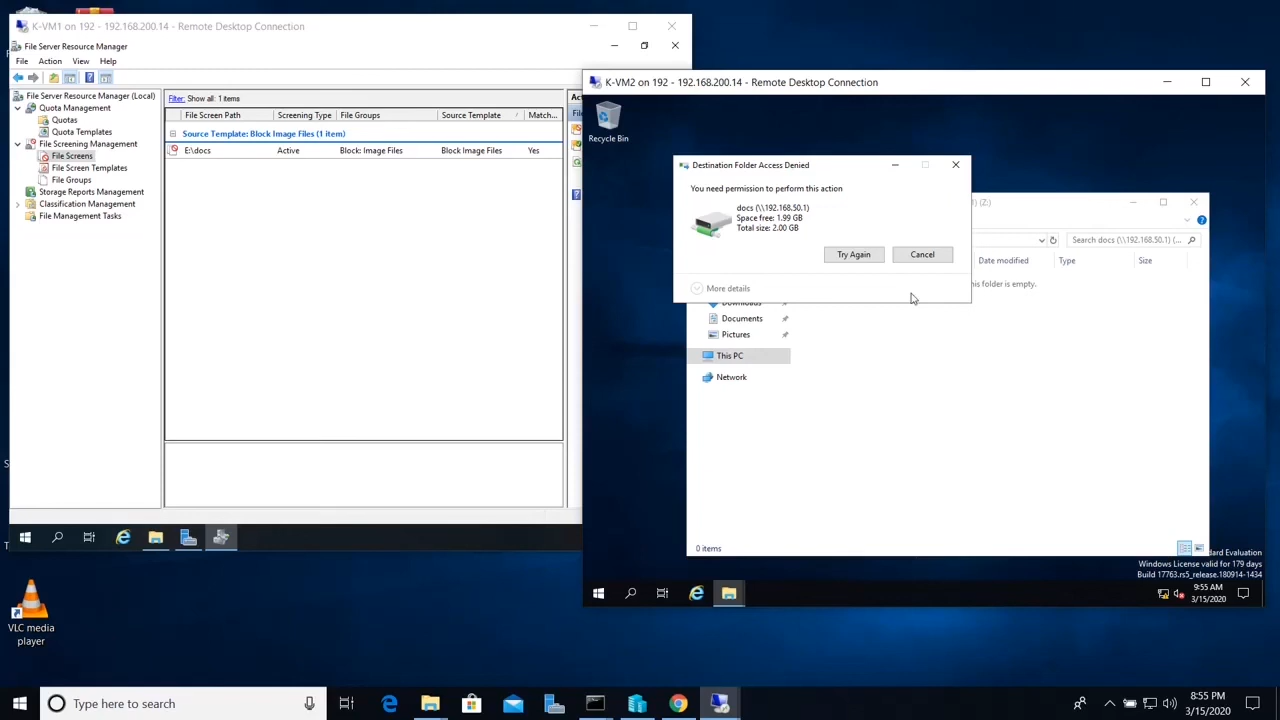 K-VM1 on 192 - 192.168.200.14 - Remote Desktop Connection
File Server Resource Manager
File Action View Help
File Server Resource Manager (Local)
Quota Management
Quotas
Quota Templates
File Screening Management
File Screens
File Screen Templates
File Groups
Storage Reports Management
Classification Management
File Management Tasks
Filter: Show all: 1 items
File Screen Path Screening Type File Groups Source Template Match...
Source Template: Block Image Files (1 item)
E:\docs Active Block: Image Files Block Image Files Yes
K-VM2 on 192 - 192.168.200.14 - Remote Desktop Connection
Recycle Bin
Destination Folder Access Denied
You need permission to perform this action
docs (\\192.168.50.1)
Space free: 1.99 GB
Total size: 2.00 GB
Try Again Cancel
More details
(Z:)
Search docs (\\192.168.50.1) (...
Date modified Type Size
folder is empty.
Downloads
Documents
Pictures
This PC
Network
0 items
Evaluation
Windows License valid for 179 days
Build 17763.rs5_release.180914-1434
9:55 AM
3/15/2020
VLC media
player
Type here to search
8:55 PM
3/15/2020